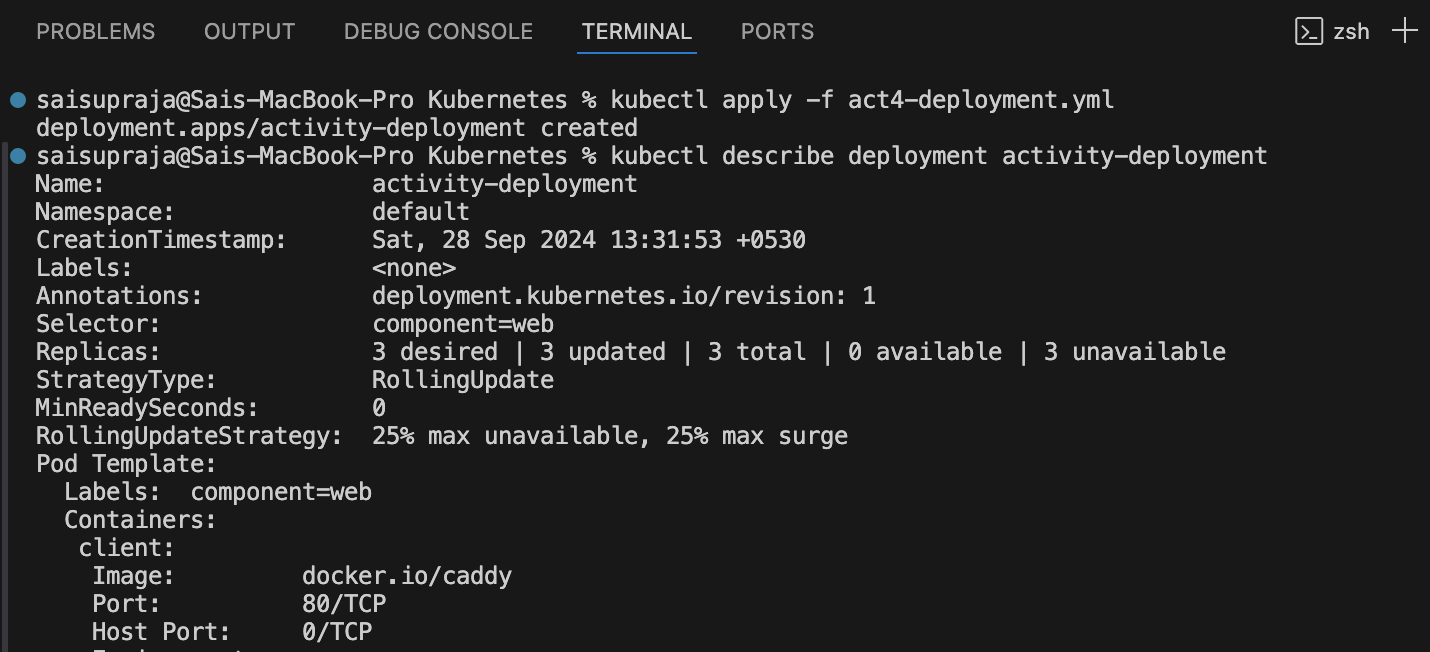 PROBLEMS OUTPUT DEBUG CONSOLE TERMINAL PORTS zsh
saisupraja@Sais-MacBook-Pro Kubernetes % kubectl apply -f act4-deployment.yml
deployment.apps/activity-deployment created
saisupraja@Sais-MacBook-Pro Kubernetes % kubectl describe deployment activity-deployment
Name: activity-deployment
Namespace: default
CreationTimestamp: Sat, 28 Sep 2024 13:31:53 +0530
Labels: <none>
Annotations: deployment.kubernetes.io/revision: 1
Selector: component=web
Replicas: 3 desired | 3 updated | 3 total | 0 available | 3 unavailable
StrategyType: RollingUpdate
MinReadySeconds: 0
RollingUpdateStrategy: 25% max unavailable, 25% max surge
Pod Template:
Labels: component=web
Containers:
client:
Image: docker.io/caddy
Port: 80/TCP
Host Port: 0/TCP